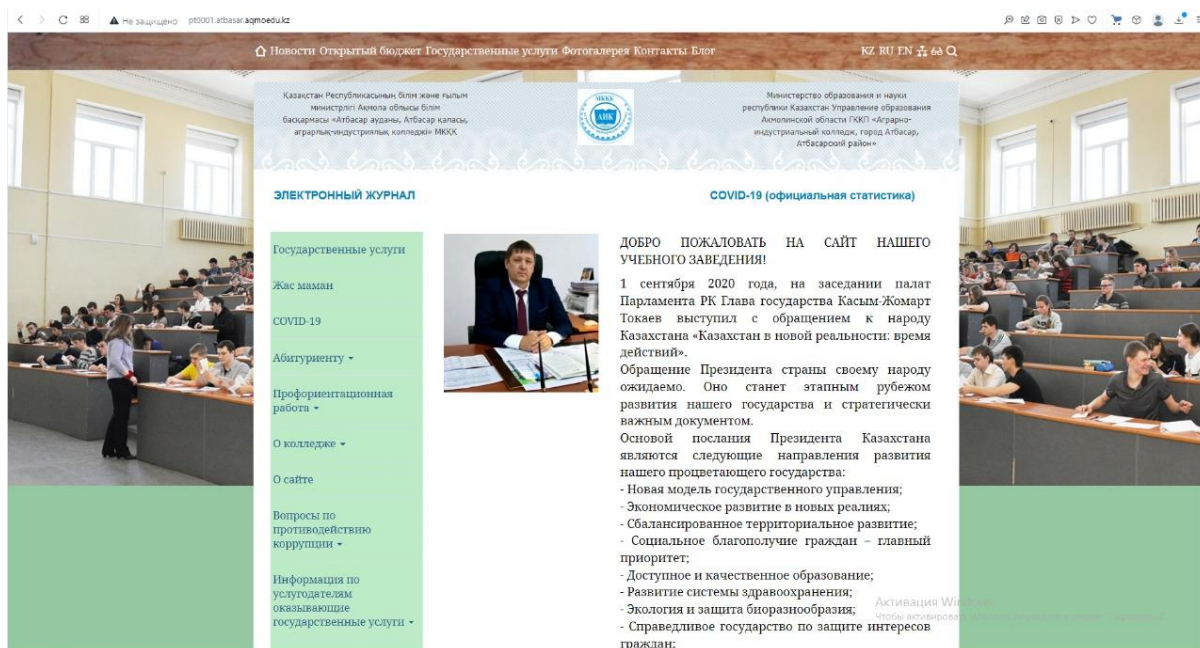 Не защищено pt0001.atbasar.aqmoedu.kz
Новости Открытый бюджет Государственные услуги Фотогалерея Контакты Блог KZ RU EN
Қазақстан Республикасының білім және ғылым
министрлігі Ақмола облысы білім
басқармасы «Атбасар ауданы, Атбасар қаласы,
аграрлық-индустриялық колледжі» МКҚК
МКҚК
АИК
Министерство образования и науки
республики Казахстан Управление образования
Акмолинской области ГККП «Аграрно-
индустриальный колледж, город Атбасар,
Атбасарский район»
ЭЛЕКТРОННЫЙ ЖУРНАЛ
COVID-19 (официальная статистика)
Государственные услуги
Жас маман
COVID-19
Абитуриенту
Профориентационная
работа
О колледже
О сайте
Вопросы по
противодействию
коррупции
Информация по
услугодателям
оказывающие
государственные услуги
ДОБРО ПОЖАЛОВАТЬ НА САЙТ НАШЕГО
УЧЕБНОГО ЗАВЕДЕНИЯ!
1 сентября 2020 года, на заседании палат
Парламента РК Глава государства Касым-Жомарт
Токаев выступил с обращением к народу
Казахстана «Казахстан в новой реальности: время
действий».
Обращение Президента страны своему народу
ожидаемо. Оно станет этапным рубежом
развития нашего государства и стратегически
важным документом.
Основой послания Президента Казахстана
являются следующие направления развития
нашего процветающего государства:
- Новая модель государственного управления;
- Экономическое развитие в новых реалиях;
- Сбалансированное территориальное развитие;
- Социальное благополучие граждан – главный
приоритет;
- Доступное и качественное образование;
- Развитие системы здравоохранения;
- Экология и защита биоразнообразия;
- Справедливое государство по защите интересов
граждан;
Активация Windows
Чтобы активировать